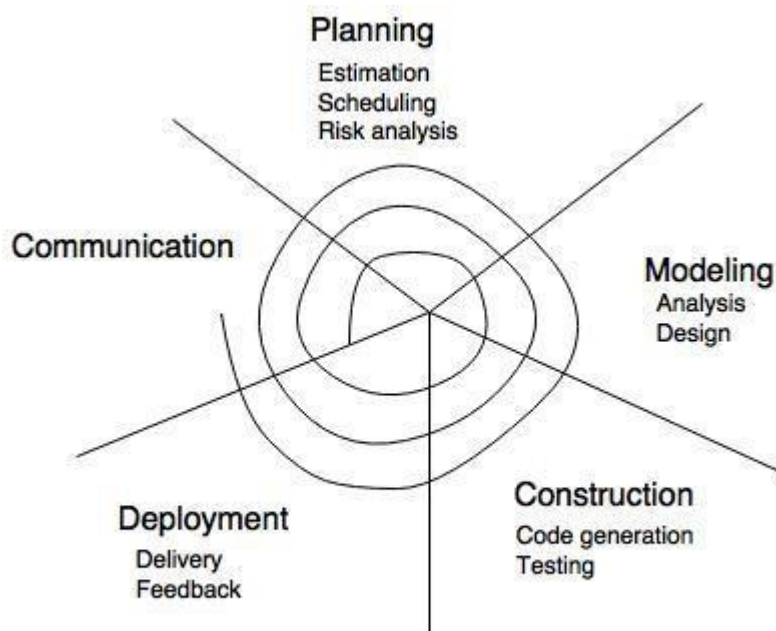 Planning
Estimation
Scheduling
Risk analysis
Communication
Modeling
Analysis
Design
Construction
Code generation
Testing
Deployment
Delivery
Feedback